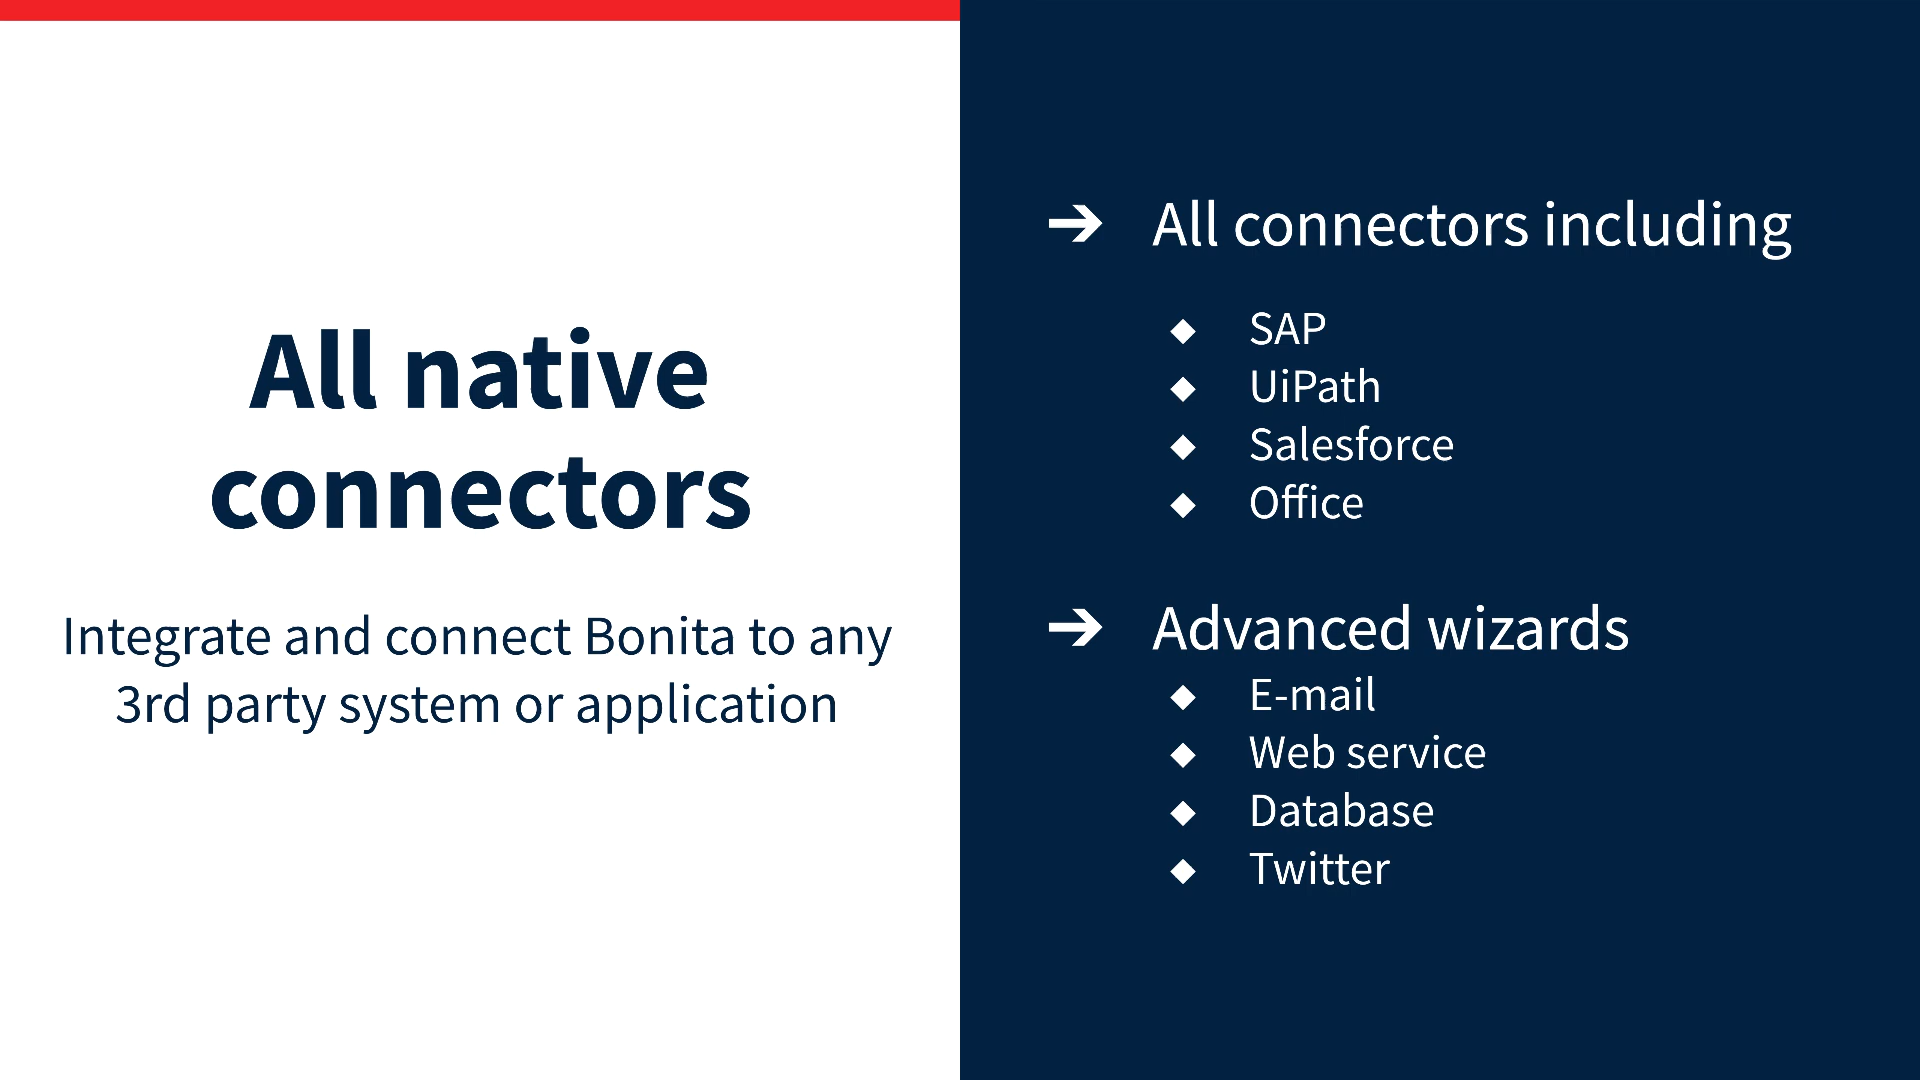 All native
connectors
Integrate and connect Bonita to any
3rd party system or application
➔ All connectors including
◆ SAP
◆ UiPath
◆ Salesforce
◆ Office
➔ Advanced wizards
◆ E-mail
◆ Web service
◆ Database
◆ Twitter